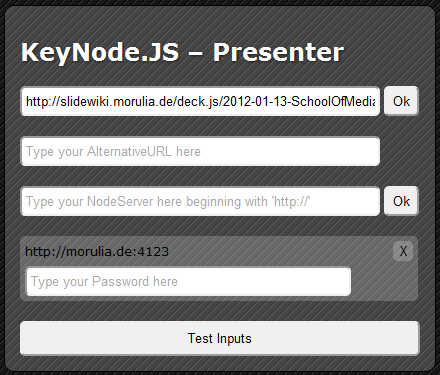 KeyNode.JS – Presenter
http://slidewiki.morulia.de/deck.js/2012-01-13-SchoolOfMedia Ok
Type your AlternativeURL here
Type your NodeServer here beginning with 'http://' Ok
http://morulia.de:4123 X
Type your Password here
Test Inputs